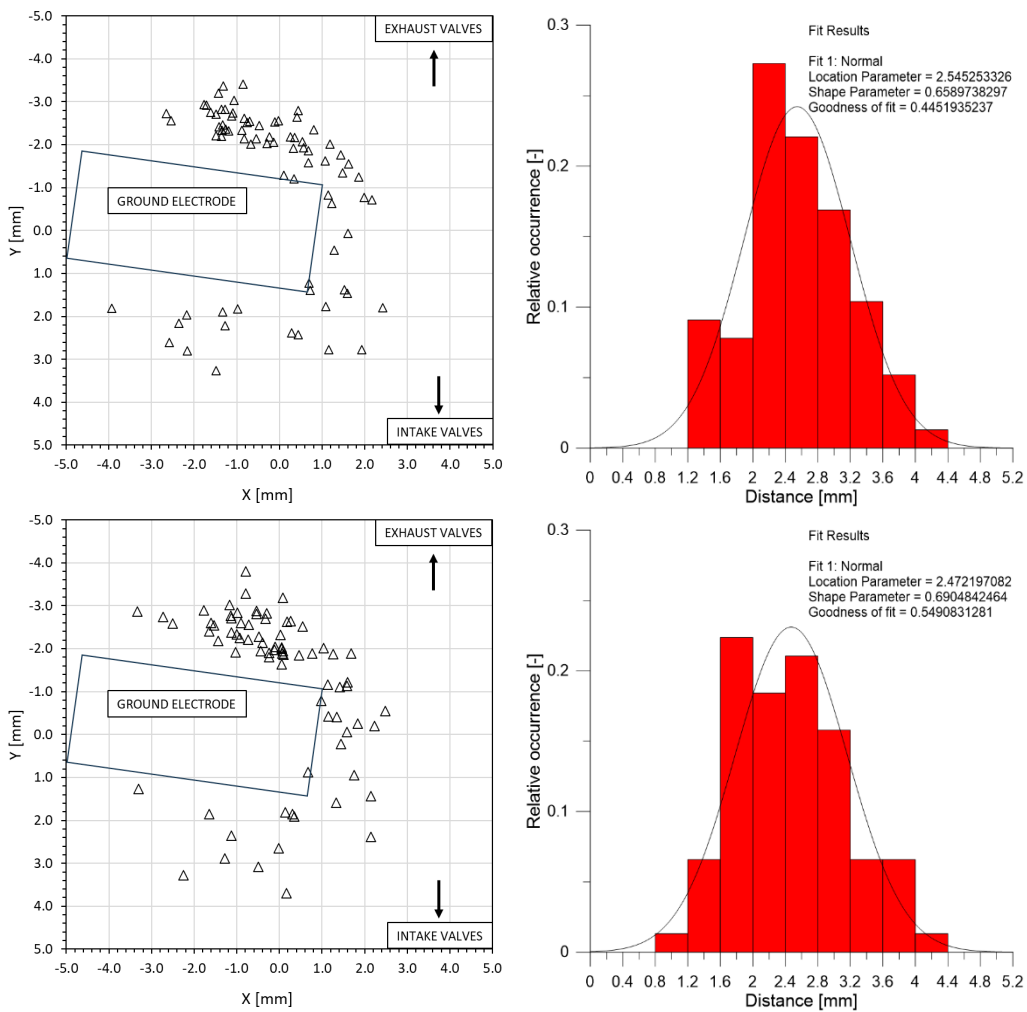 -5.0
EXHAUST VALVES
-4.0
-3.0
-2.0
-1.0
GROUND ELECTRODE
Y [mm]
0.0
1.0
2.0
3.0
4.0
INTAKE VALVES
5.0
-5.0 -4.0 -3.0 -2.0 -1.0 0.0 1.0 2.0 3.0 4.0 5.0
X [mm]
0.3
Fit Results
Fit 1: Normal
Location Parameter = 2.545253326
Shape Parameter = 0.6589738297
Goodness of fit = 0.4451935237
0.2
Relative occurrence [-]
0.1
0
0 0.4 0.8 1.2 1.6 2 2.4 2.8 3.2 3.6 4 4.4 4.8 5.2
Distance [mm]
-5.0
EXHAUST VALVES
-4.0
-3.0
-2.0
-1.0
GROUND ELECTRODE
Y [mm]
0.0
1.0
2.0
3.0
4.0
INTAKE VALVES
5.0
-5.0 -4.0 -3.0 -2.0 -1.0 0.0 1.0 2.0 3.0 4.0 5.0
X [mm]
0.3
Fit Results
Fit 1: Normal
Location Parameter = 2.472197082
Shape Parameter = 0.6904842464
Goodness of fit = 0.5490831281
0.2
Relative occurrence [-]
0.1
0
0 0.4 0.8 1.2 1.6 2 2.4 2.8 3.2 3.6 4 4.4 4.8 5.2
Distance [mm]